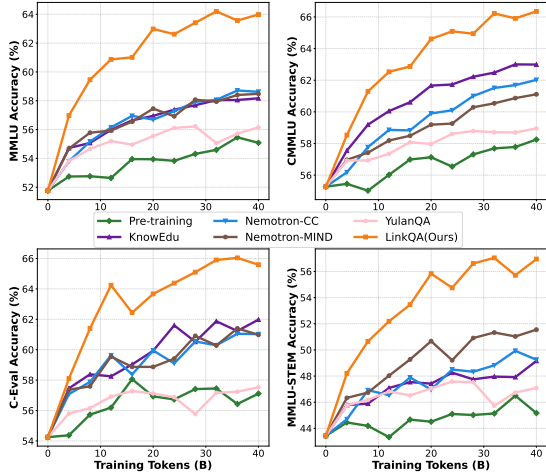 MMLU Accuracy (%)
64
62
60
58
56
54
52
0 10 20 30 40
CMMLU Accuracy (%)
66
64
62
60
58
56
0 10 20 30 40
Pre-training Nemotron-CC YulanQA
KnowEdu Nemotron-MIND LinkQA(Ours)
C-Eval Accuracy (%)
66
64
62
60
58
56
54
0 10 20 30 40
Training Tokens (B)
MMLU-STEM Accuracy (%)
56
54
52
50
48
46
44
0 10 20 30 40
Training Tokens (B)